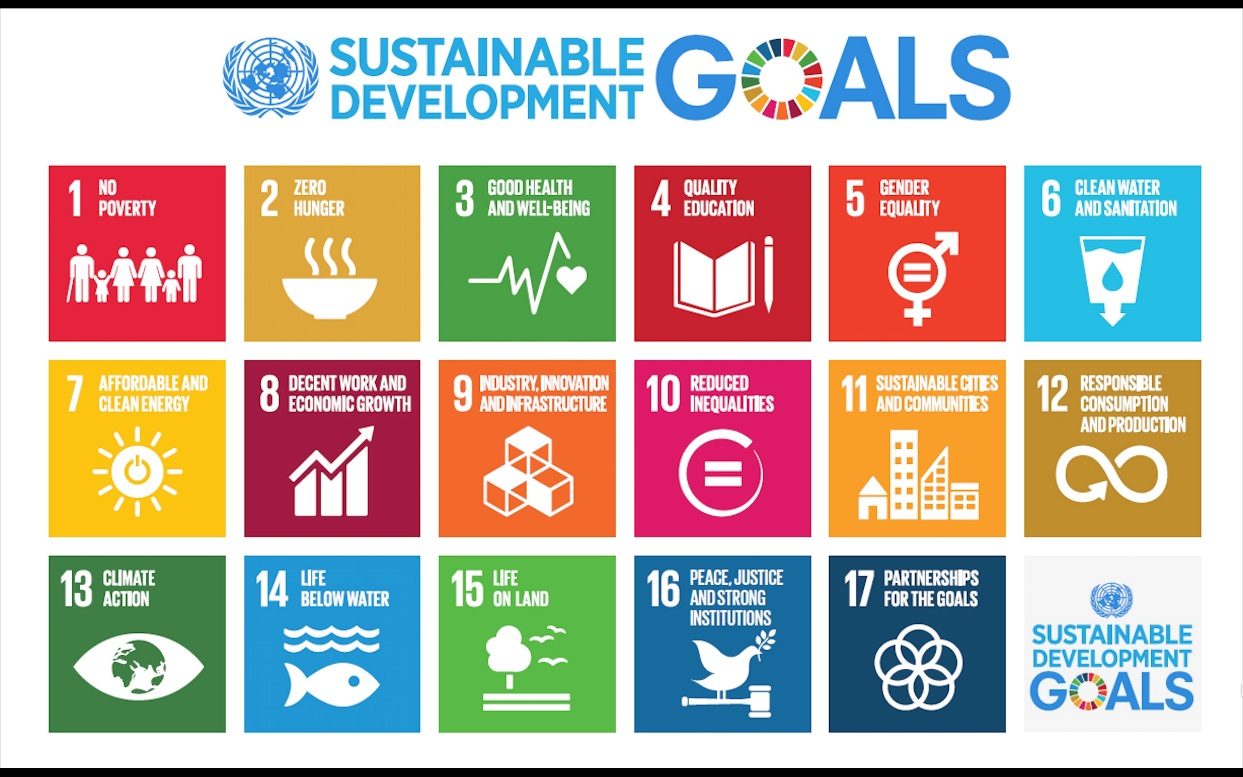 SUSTAINABLE
DEVELOPMENT
GOALS
1 NO
POVERTY
2 ZERO
HUNGER
3 GOOD HEALTH
AND WELL-BEING
4 QUALITY
EDUCATION
5 GENDER
EQUALITY
6 CLEAN WATER
AND SANITATION
7 AFFORDABLE AND
CLEAN ENERGY
8 DECENT WORK AND
ECONOMIC GROWTH
9 INDUSTRY, INNOVATION
AND INFRASTRUCTURE
10 REDUCED
INEQUALITIES
11 SUSTAINABLE CITIES
AND COMMUNITIES
12 RESPONSIBLE
CONSUMPTION
AND PRODUCTION
13 CLIMATE
ACTION
14 LIFE
BELOW WATER
15 LIFE
ON LAND
16 PEACE, JUSTICE
AND STRONG
INSTITUTIONS
17 PARTNERSHIPS
FOR THE GOALS
SUSTAINABLE
DEVELOPMENT
GOALS